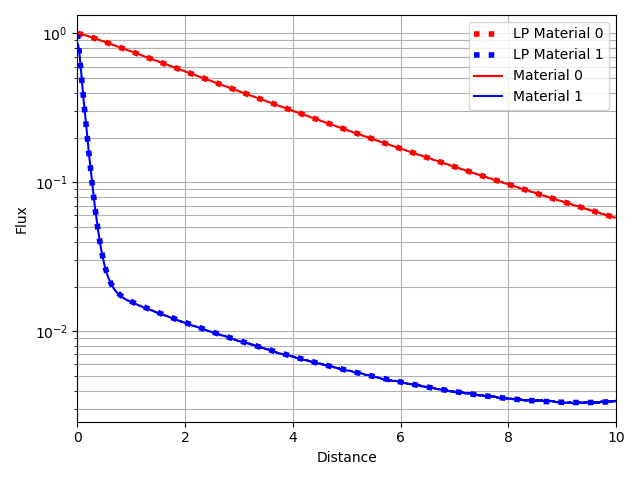 LP Material 0
LP Material 1
Material 0
Material 1
10⁰
10⁻¹
10⁻²
Flux
0 2 4 6 8 10
Distance